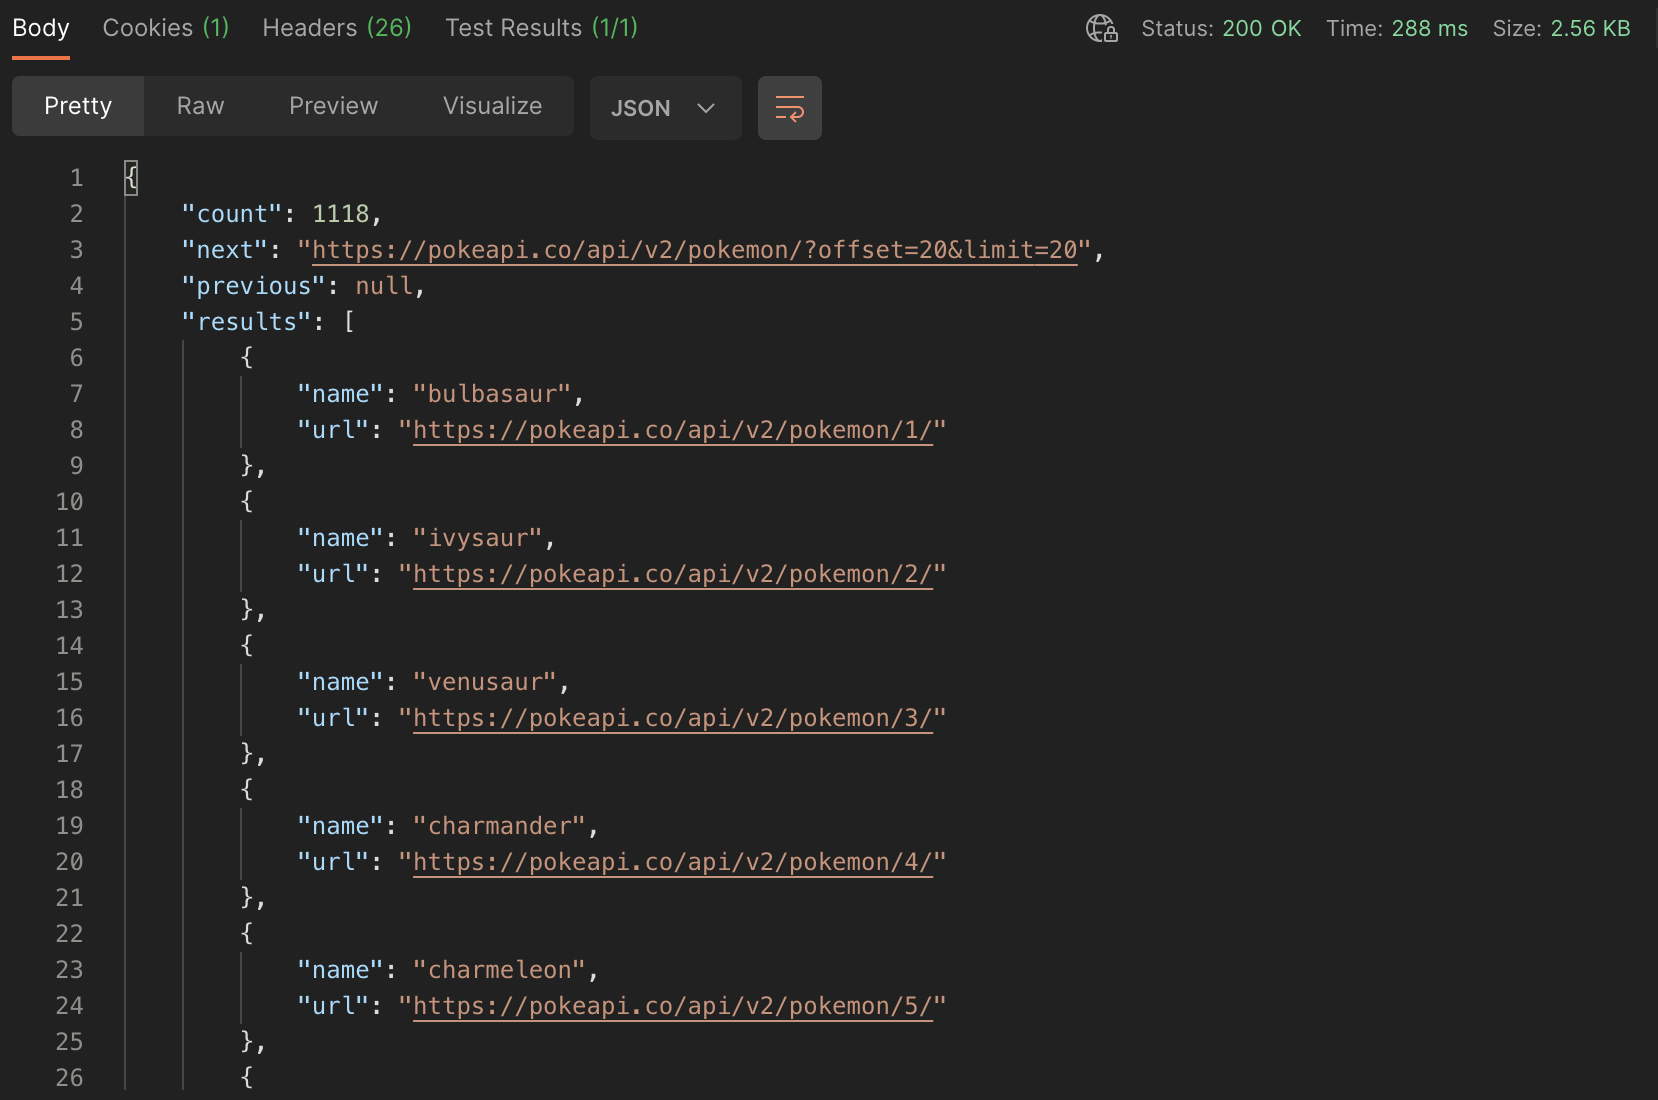 Body Cookies (1) Headers (26) Test Results (1/1) Status: 200 OK Time: 288 ms Size: 2.56 KB
Pretty Raw Preview Visualize JSON
1 {
2 "count": 1118,
3 "next": "https://pokeapi.co/api/v2/pokemon/?offset=20&limit=20",
4 "previous": null,
5 "results": [
6 {
7 "name": "bulbasaur",
8 "url": "https://pokeapi.co/api/v2/pokemon/1/"
9 },
10 {
11 "name": "ivysaur",
12 "url": "https://pokeapi.co/api/v2/pokemon/2/"
13 },
14 {
15 "name": "venusaur",
16 "url": "https://pokeapi.co/api/v2/pokemon/3/"
17 },
18 {
19 "name": "charmander",
20 "url": "https://pokeapi.co/api/v2/pokemon/4/"
21 },
22 {
23 "name": "charmeleon",
24 "url": "https://pokeapi.co/api/v2/pokemon/5/"
25 },
26 {